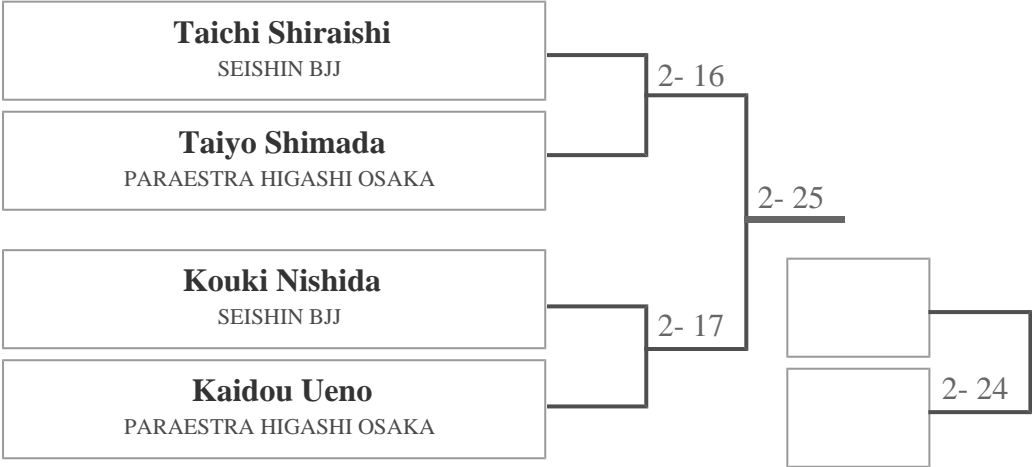 Taichi Shiraishi
SEISHIN BJJ
2- 16
Taiyo Shimada
PARAESTRA HIGASHI OSAKA
2- 25
Kouki Nishida
SEISHIN BJJ
2- 17
Kaidou Ueno
PARAESTRA HIGASHI OSAKA
2- 24